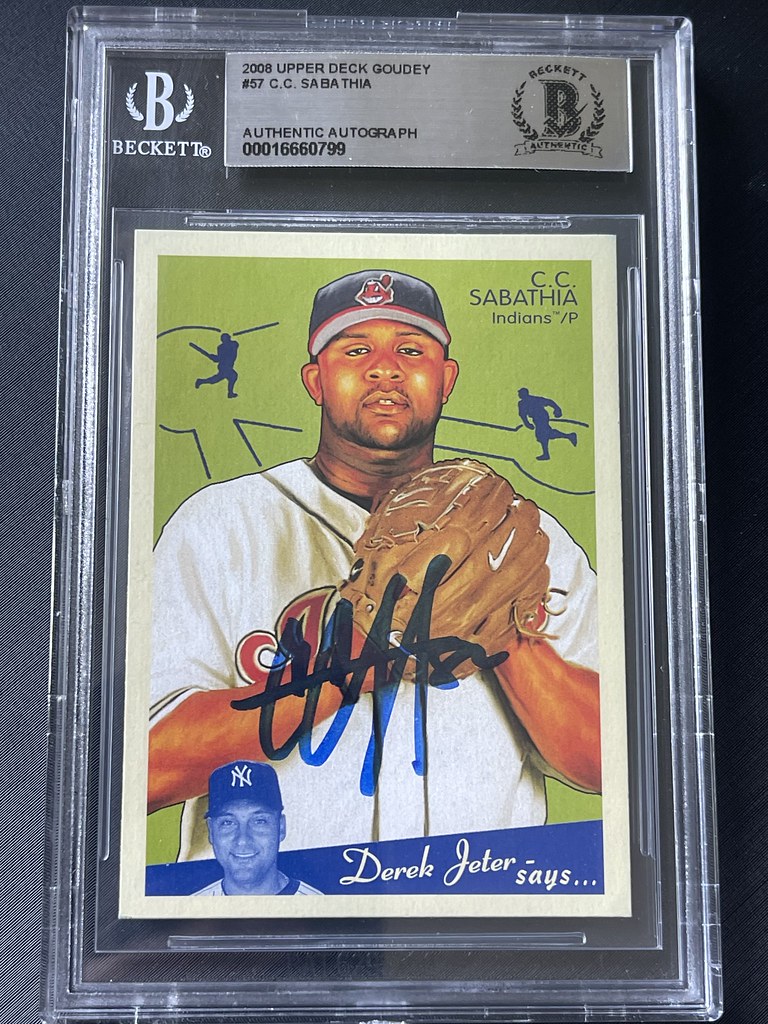 2008 UPPER DECK GOUDEY
#57 C.C. SABATHIA
AUTHENTIC AUTOGRAPH
00016660799
B
BECKETT®
BECKETT
B
AUTHENTIC
C.C.
SABATHIA
Indians™/P
NY
Derek Jeter says...